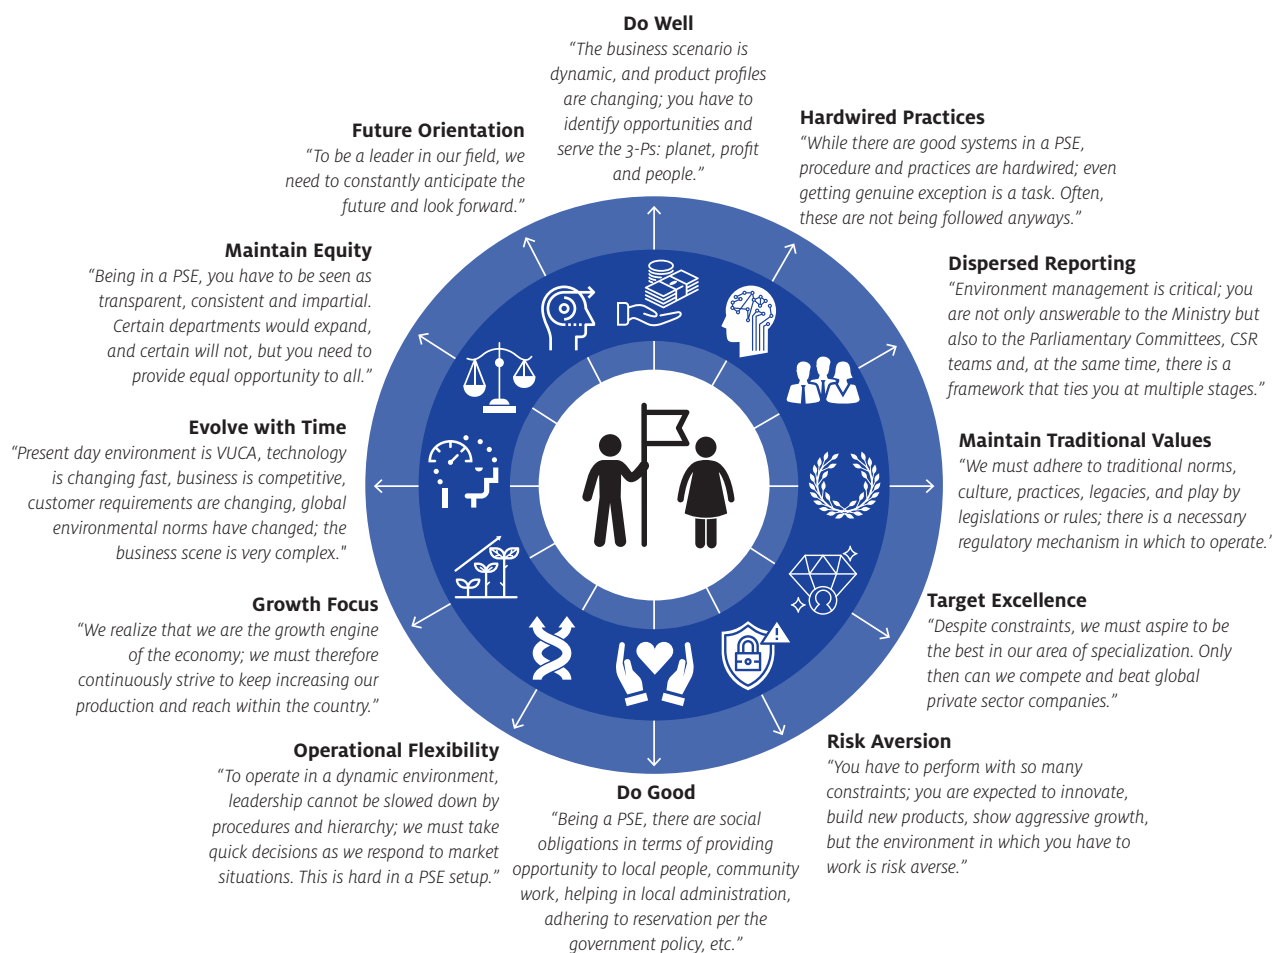 Do Well
“The business scenario is
dynamic, and product profiles
are changing; you have to
identify opportunities and
serve the 3-Ps: planet, profit
and people.”
Hardwired Practices
“While there are good systems in a PSE,
procedure and practices are hardwired; even
getting genuine exception is a task. Often,
these are not being followed anyways.”
Dispersed Reporting
“Environment management is critical; you
are not only answerable to the Ministry but
also to the Parliamentary Committees, CSR
teams and, at the same time, there is a
framework that ties you at multiple stages.”
Maintain Traditional Values
“We must adhere to traditional norms,
culture, practices, legacies, and play by
legislations or rules; there is a necessary
regulatory mechanism in which to operate.’
Target Excellence
“Despite constraints, we must aspire to be
the best in our area of specialization. Only
then can we compete and beat global
private sector companies.”
Risk Aversion
“You have to perform with so many
constraints; you are expected to innovate,
build new products, show aggressive growth,
but the environment in which you have to
work is risk averse.”
Do Good
“Being a PSE, there are social
obligations in terms of providing
opportunity to local people, community
work, helping in local administration,
adhering to reservation per the
government policy, etc.”
Operational Flexibility
“To operate in a dynamic environment,
leadership cannot be slowed down by
procedures and hierarchy; we must take
quick decisions as we respond to market
situations. This is hard in a PSE setup.”
Growth Focus
“We realize that we are the growth engine
of the economy; we must therefore
continuously strive to keep increasing our
production and reach within the country.”
Evolve with Time
“Present day environment is VUCA, technology
is changing fast, business is competitive,
customer requirements are changing, global
environmental norms have changed; the
business scene is very complex."
Maintain Equity
“Being in a PSE, you have to be seen as
transparent, consistent and impartial.
Certain departments would expand,
and certain will not, but you need to
provide equal opportunity to all.”
Future Orientation
“To be a leader in our field, we
need to constantly anticipate the
future and look forward.”